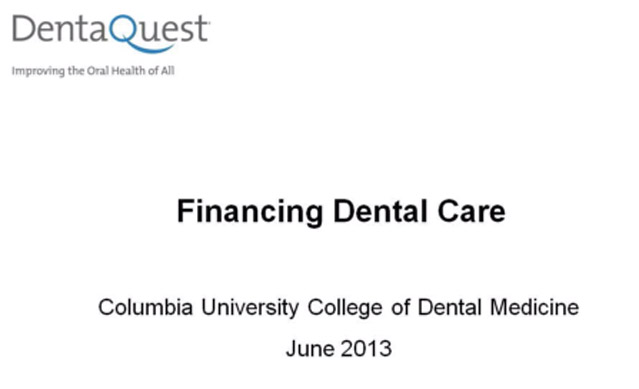 DentaQuest
Improving the Oral Health of All
Financing Dental Care
Columbia University College of Dental Medicine
June 2013